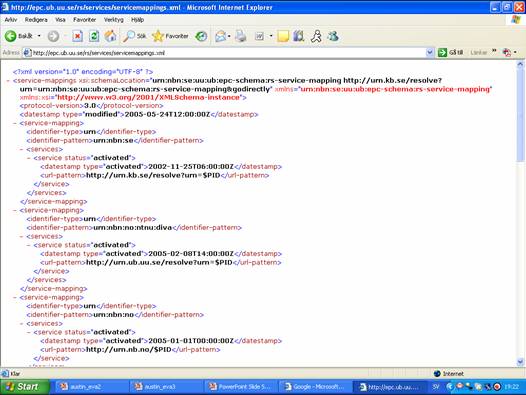 http://epc.ub.uu.se/rs/services/servicemappings.xml - Microsoft Internet Explorer
Arkiv Redigera Visa Favoriter Verktyg Hjälp
Bakåt Sök Favoriter
Adress http://epc.ub.uu.se/rs/services/servicemappings.xml Gå till Länkar »
<?xml version="1.0" encoding="UTF-8" ?>
- <service-mappings xsi:schemaLocation="urn:nbn:se:uu:ub:epc-schema:rs-service-mapping http://urn.kb.se/resolve?
urn=urn:nbn:se:uu:ub:epc-schema:rs-service-mapping&godirectly" xmlns="urn:nbn:se:uu:ub:epc-schema:rs-service-mapping"
xmlns:xsi="http://www.w3.org/2001/XMLSchema-instance">
<protocol-version>3.0</protocol-version>
<datestamp type="modified">2005-05-24T12:00:00Z</datestamp>
- <service-mapping>
<identifier-type>urn</identifier-type>
<identifier-pattern>urn:nbn:se</identifier-pattern>
- <services>
- <service status="activated">
<datestamp type="activated">2002-11-25T06:00:00Z</datestamp>
<url-pattern>http://urn.kb.se/resolve?urn=$PID</url-pattern>
</service>
</services>
</service-mapping>
- <service-mapping>
<identifier-type>urn</identifier-type>
<identifier-pattern>urn:nbn:no:ntnu:diva</identifier-pattern>
- <services>
- <service status="activated">
<datestamp type="activated">2005-02-08T14:00:00Z</datestamp>
<url-pattern>http://urn.ub.uu.se/resolve?urn=$PID</url-pattern>
</service>
</services>
</service-mapping>
- <service-mapping>
<identifier-type>urn</identifier-type>
<identifier-pattern>urn:nbn:no</identifier-pattern>
- <services>
- <service status="activated">
<datestamp type="activated">2005-01-01T00:00:00Z</datestamp>
<url-pattern>http://urn.nb.no/$PID</url-pattern>
</service>
Klar Internet
Start austin_eva2 austin_eva3 PowerPoint Slide S... Google - Microsoft... http://epc.ub.uu.... SV 19:22